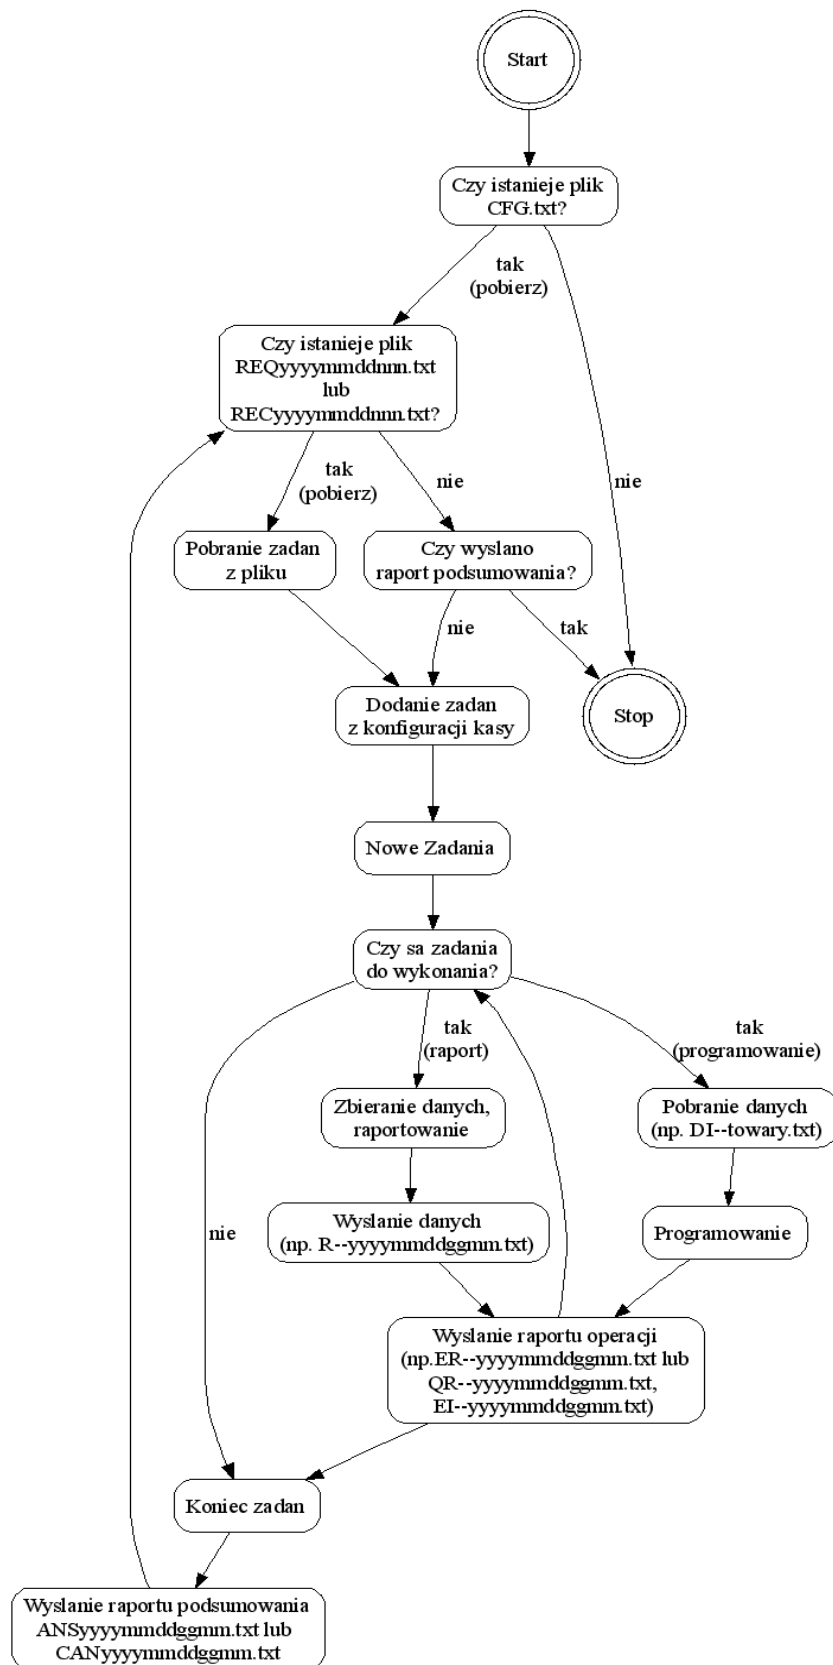 Start
Czy istanieje plik
CFG.txt?
tak
(pobierz)
Czy istanieje plik
REQyyyymmddnnn.txt
lub
RECyyyymmddnnn.txt?
tak
(pobierz)
nie
nie
Pobranie zadan
z pliku
Czy wyslano
raport podsumowania?
nie
tak
Dodanie zadan
z konfiguracji kasy
Stop
Nowe Zadania
Czy sa zadania
do wykonania?
tak
(raport)
tak
(programowanie)
Zbieranie danych,
raportowanie
Pobranie danych
(np. DI--towary.txt)
nie
Wyslanie danych
(np. R--yyyymmddggmm.txt)
Programowanie
Wyslanie raportu operacji
(np.ER--yyyymmddggmm.txt lub
QR--yyyymmddggmm.txt,
EI--yyyymmddggmm.txt)
Koniec zadan
Wyslanie raportu podsumowania
ANSyyyymmddggmm.txt lub
CANyyyymmddggmm.txt